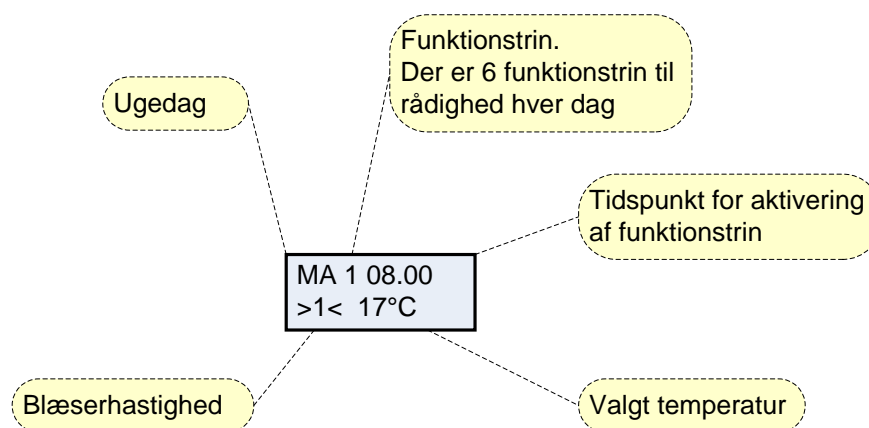 Funktionstrin.
Der er 6 funktionstrin til
rådighed hver dag
Ugedag
Tidspunkt for aktivering
af funktionstrin
MA 1 08.00
>1<  17°C
Blæserhastighed
Valgt temperatur